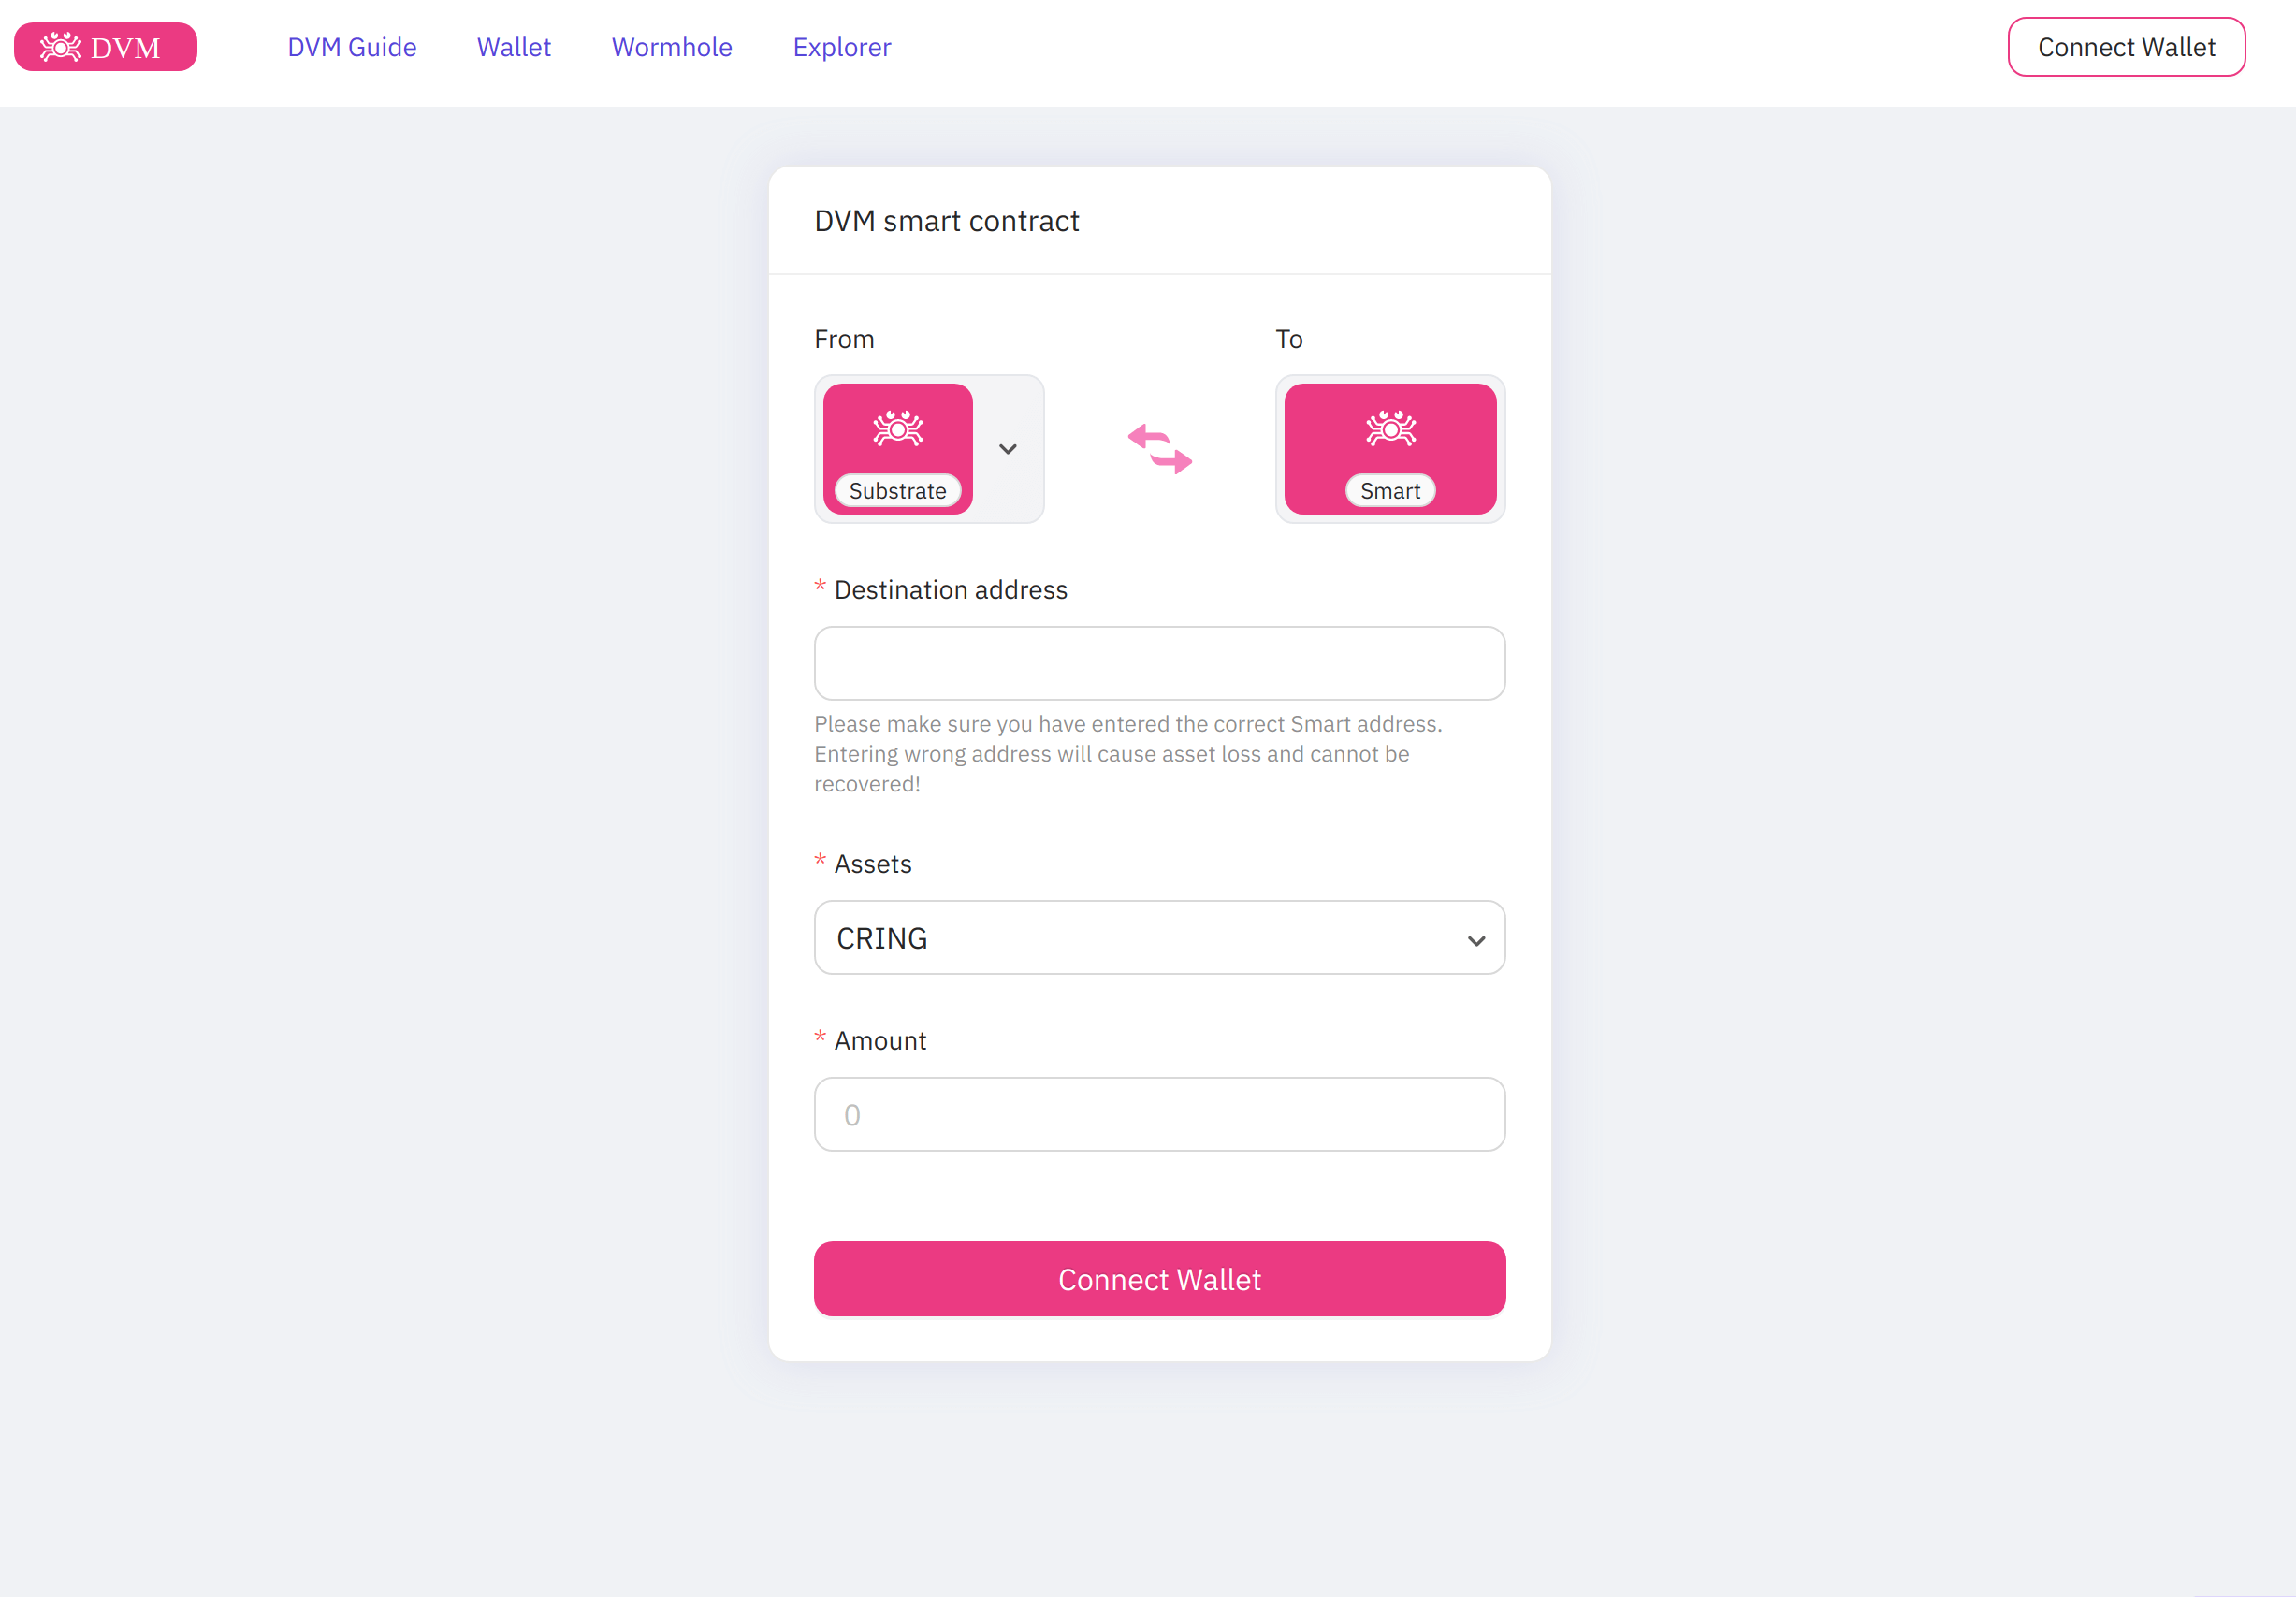 DVM
DVM Guide
Wallet
Wormhole
Explorer
Connect Wallet
DVM smart contract
From
To
Substrate
Smart
* Destination address
Please make sure you have entered the correct Smart address.
Entering wrong address will cause asset loss and cannot be
recovered!
* Assets
CRING
* Amount
0
Connect Wallet